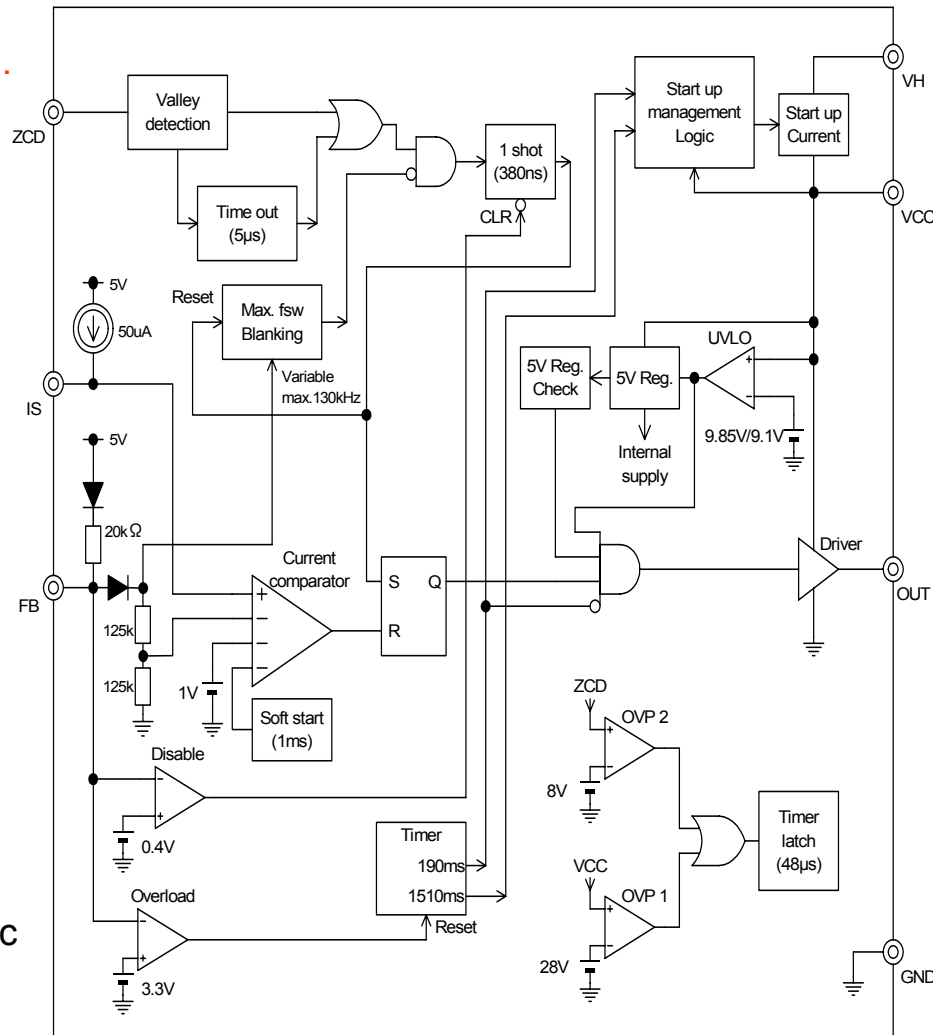 VH
Valley
detection
Start up
management
Logic
Start up
Current
ZCD
1 shot
(380ns)
CLR
VCC
Time out
(5µs)
5V
50uA
Reset
Max. fsw
Blanking
Variable
max.130kHz
UVLO
5V Reg.
Check
5V Reg.
IS
9.85V/9.1V
Internal
supply
5V
20kΩ
Current
comparator
Driver
FB
S
Q
OUT
R
125k
125k
1V
Soft start
(1ms)
ZCD
OVP 2
Disable
8V
0.4V
Timer
190ms
1510ms
Reset
Timer
latch
(48µs)
VCC
OVP 1
Overload
C
28V
3.3V
GND